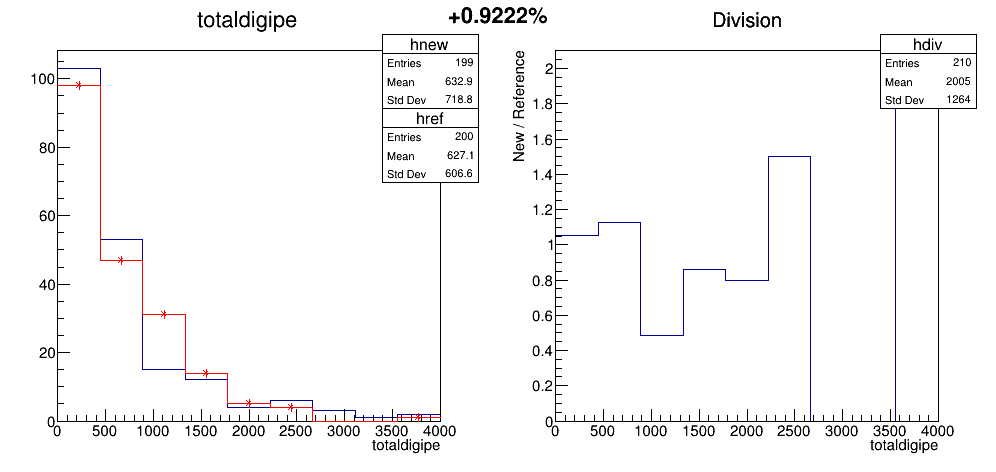 +0.9222%
totaldigipe
hnew
Entries 199
Mean 632.9
Std Dev 718.8
href
Entries 200
Mean 627.1
Std Dev 606.6
100
80
60
40
20
0
0 500 1000 1500 2000 2500 3000 3500 4000
totaldigipe
Division
hdiv
Entries 210
Mean 2005
Std Dev 1264
New / Reference
2
1.8
1.6
1.4
1.2
1
0.8
0.6
0.4
0.2
0
0 500 1000 1500 2000 2500 3000 3500 4000
totaldigipe